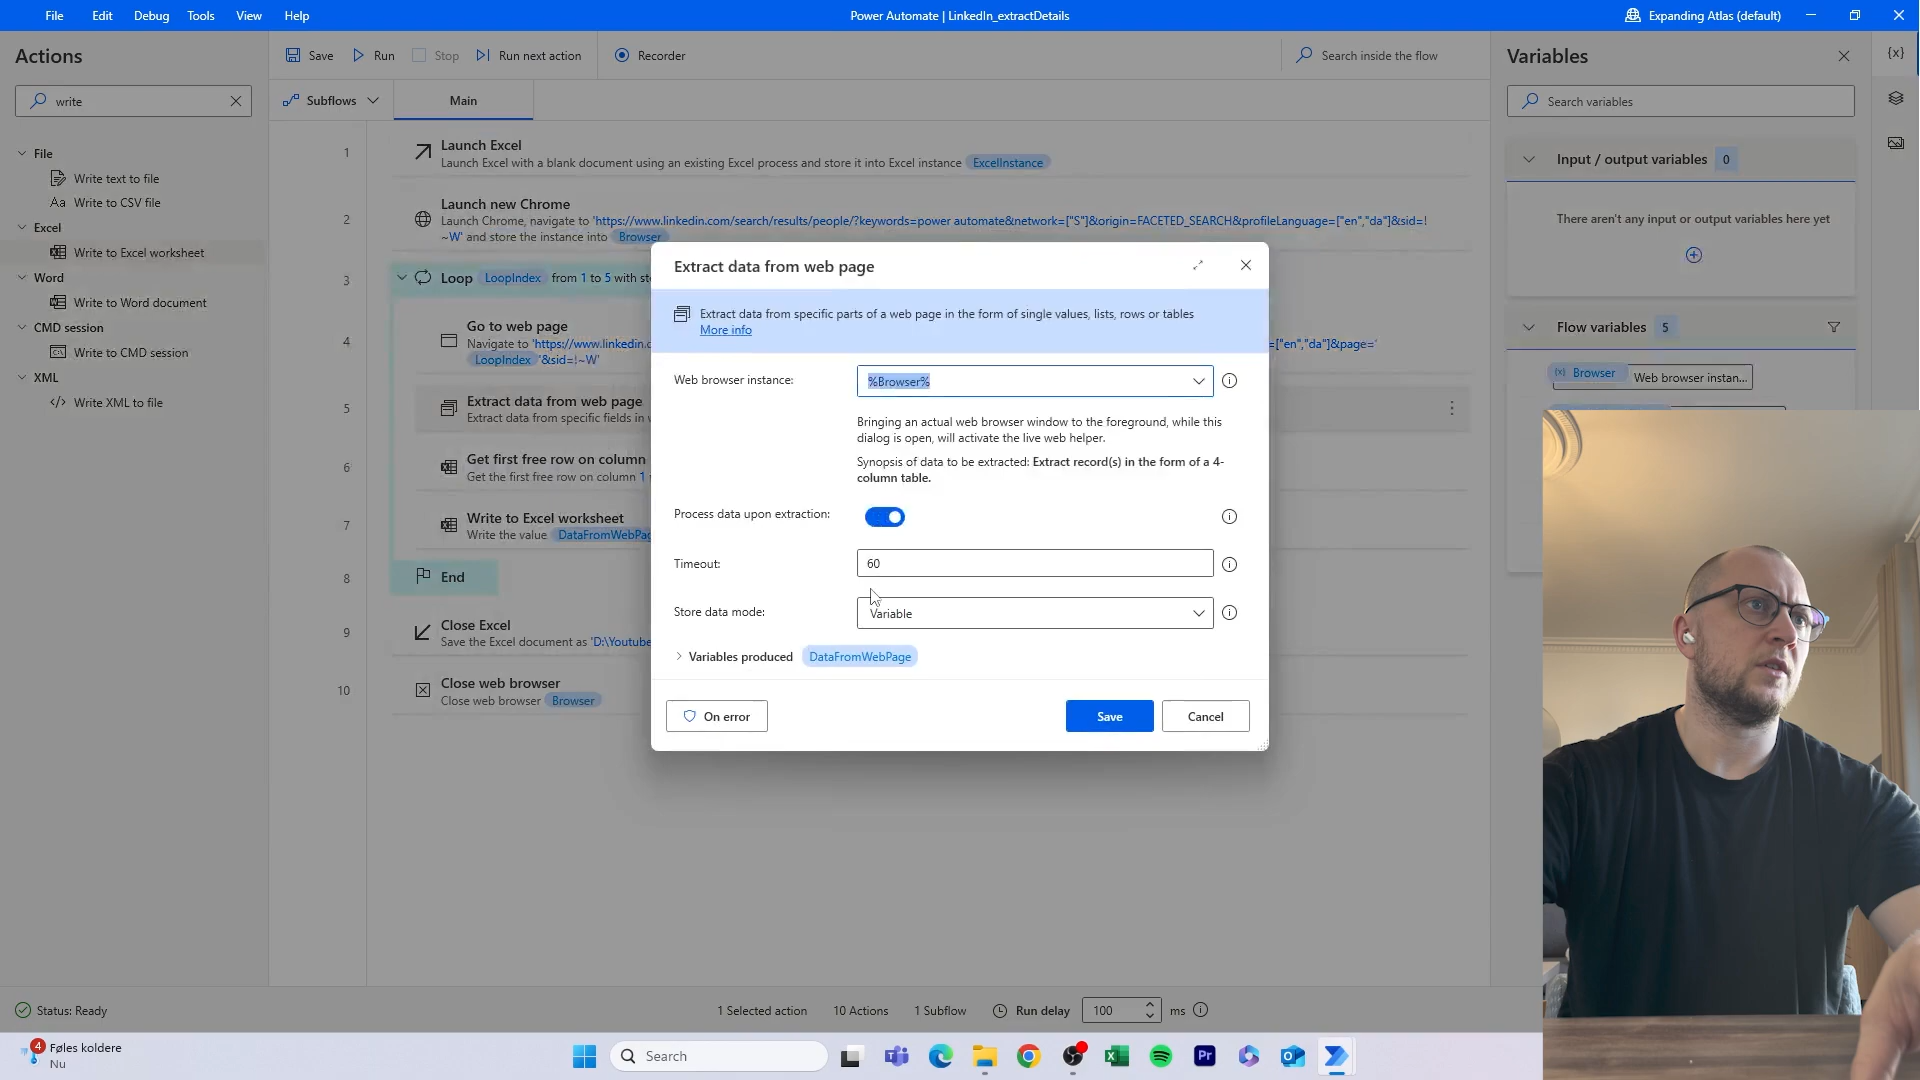 File Edit Debug Tools View Help
Power Automate | LinkedIn_extractDetails
Expanding Atlas (default)
Actions
write
File
Write text to file
Aa Write to CSV file
Excel
Write to Excel worksheet
Word
Write to Word document
CMD session
Write to CMD session
XML
Write XML to file
Save Run Stop Run next action Recorder
Search inside the flow
Subflows Main
1
Launch Excel
Launch Excel with a blank document using an existing Excel process and store it into Excel instance ExcelInstance
2
Launch new Chrome
Launch Chrome, navigate to 'https://www.linkedin.com/search/results/people/?keywords=power automate&network=["S"]&origin=FACETED_SEARCH&profileLanguage=["en","da"]&sid=!
~W' and store the instance into Browser
3
Loop LoopIndex from 1 to 5 with
4
Go to web page
Navigate to 'https://www.linkedin. ["en","da"]&page='
LoopIndex '&sid=!~W'
5
Extract data from web page
Extract data from specific fields in
6
Get first free row on column
Get the first free row on column 1
7
Write to Excel worksheet
Write the value DataFromWebPag
8
End
9
Close Excel
Save the Excel document as 'D:\Youtube
10
Close web browser
Close web browser Browser
Extract data from web page
Extract data from specific parts of a web page in the form of single values, lists, rows or tables
More info
Web browser instance: %Browser%
Bringing an actual web browser window to the foreground, while this
dialog is open, will activate the live web helper.
Synopsis of data to be extracted: Extract record(s) in the form of a 4-
column table.
Process data upon extraction:
Timeout: 60
Store data mode: Variable
Variables produced DataFromWebPage
On error Save Cancel
Variables
{x}
Search variables
Input / output variables 0
There aren't any input or output variables here yet
Flow variables 5
(x) Browser Web browser instan...
Status: Ready
1 Selected action 10 Actions 1 Subflow Run delay 100 ms
4
Føles koldere
Nu
Search
Pr